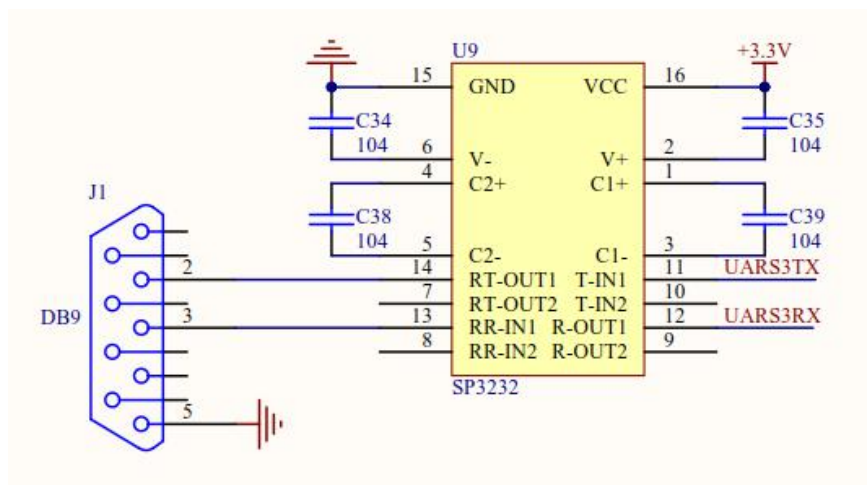 U9
+3.3V
15 GND VCC 16
C34
104
C35
104
6 V- V+ 2
4 C2+ C1+ 1
J1
C38
104
C39
104
5 C2- C1- 3
2 14 RT-OUT1 T-IN1 11 UARS3TX
7 RT-OUT2 T-IN2 10
DB9
3 13 RR-IN1 R-OUT1 12 UARS3RX
8 RR-IN2 R-OUT2 9
SP3232
5